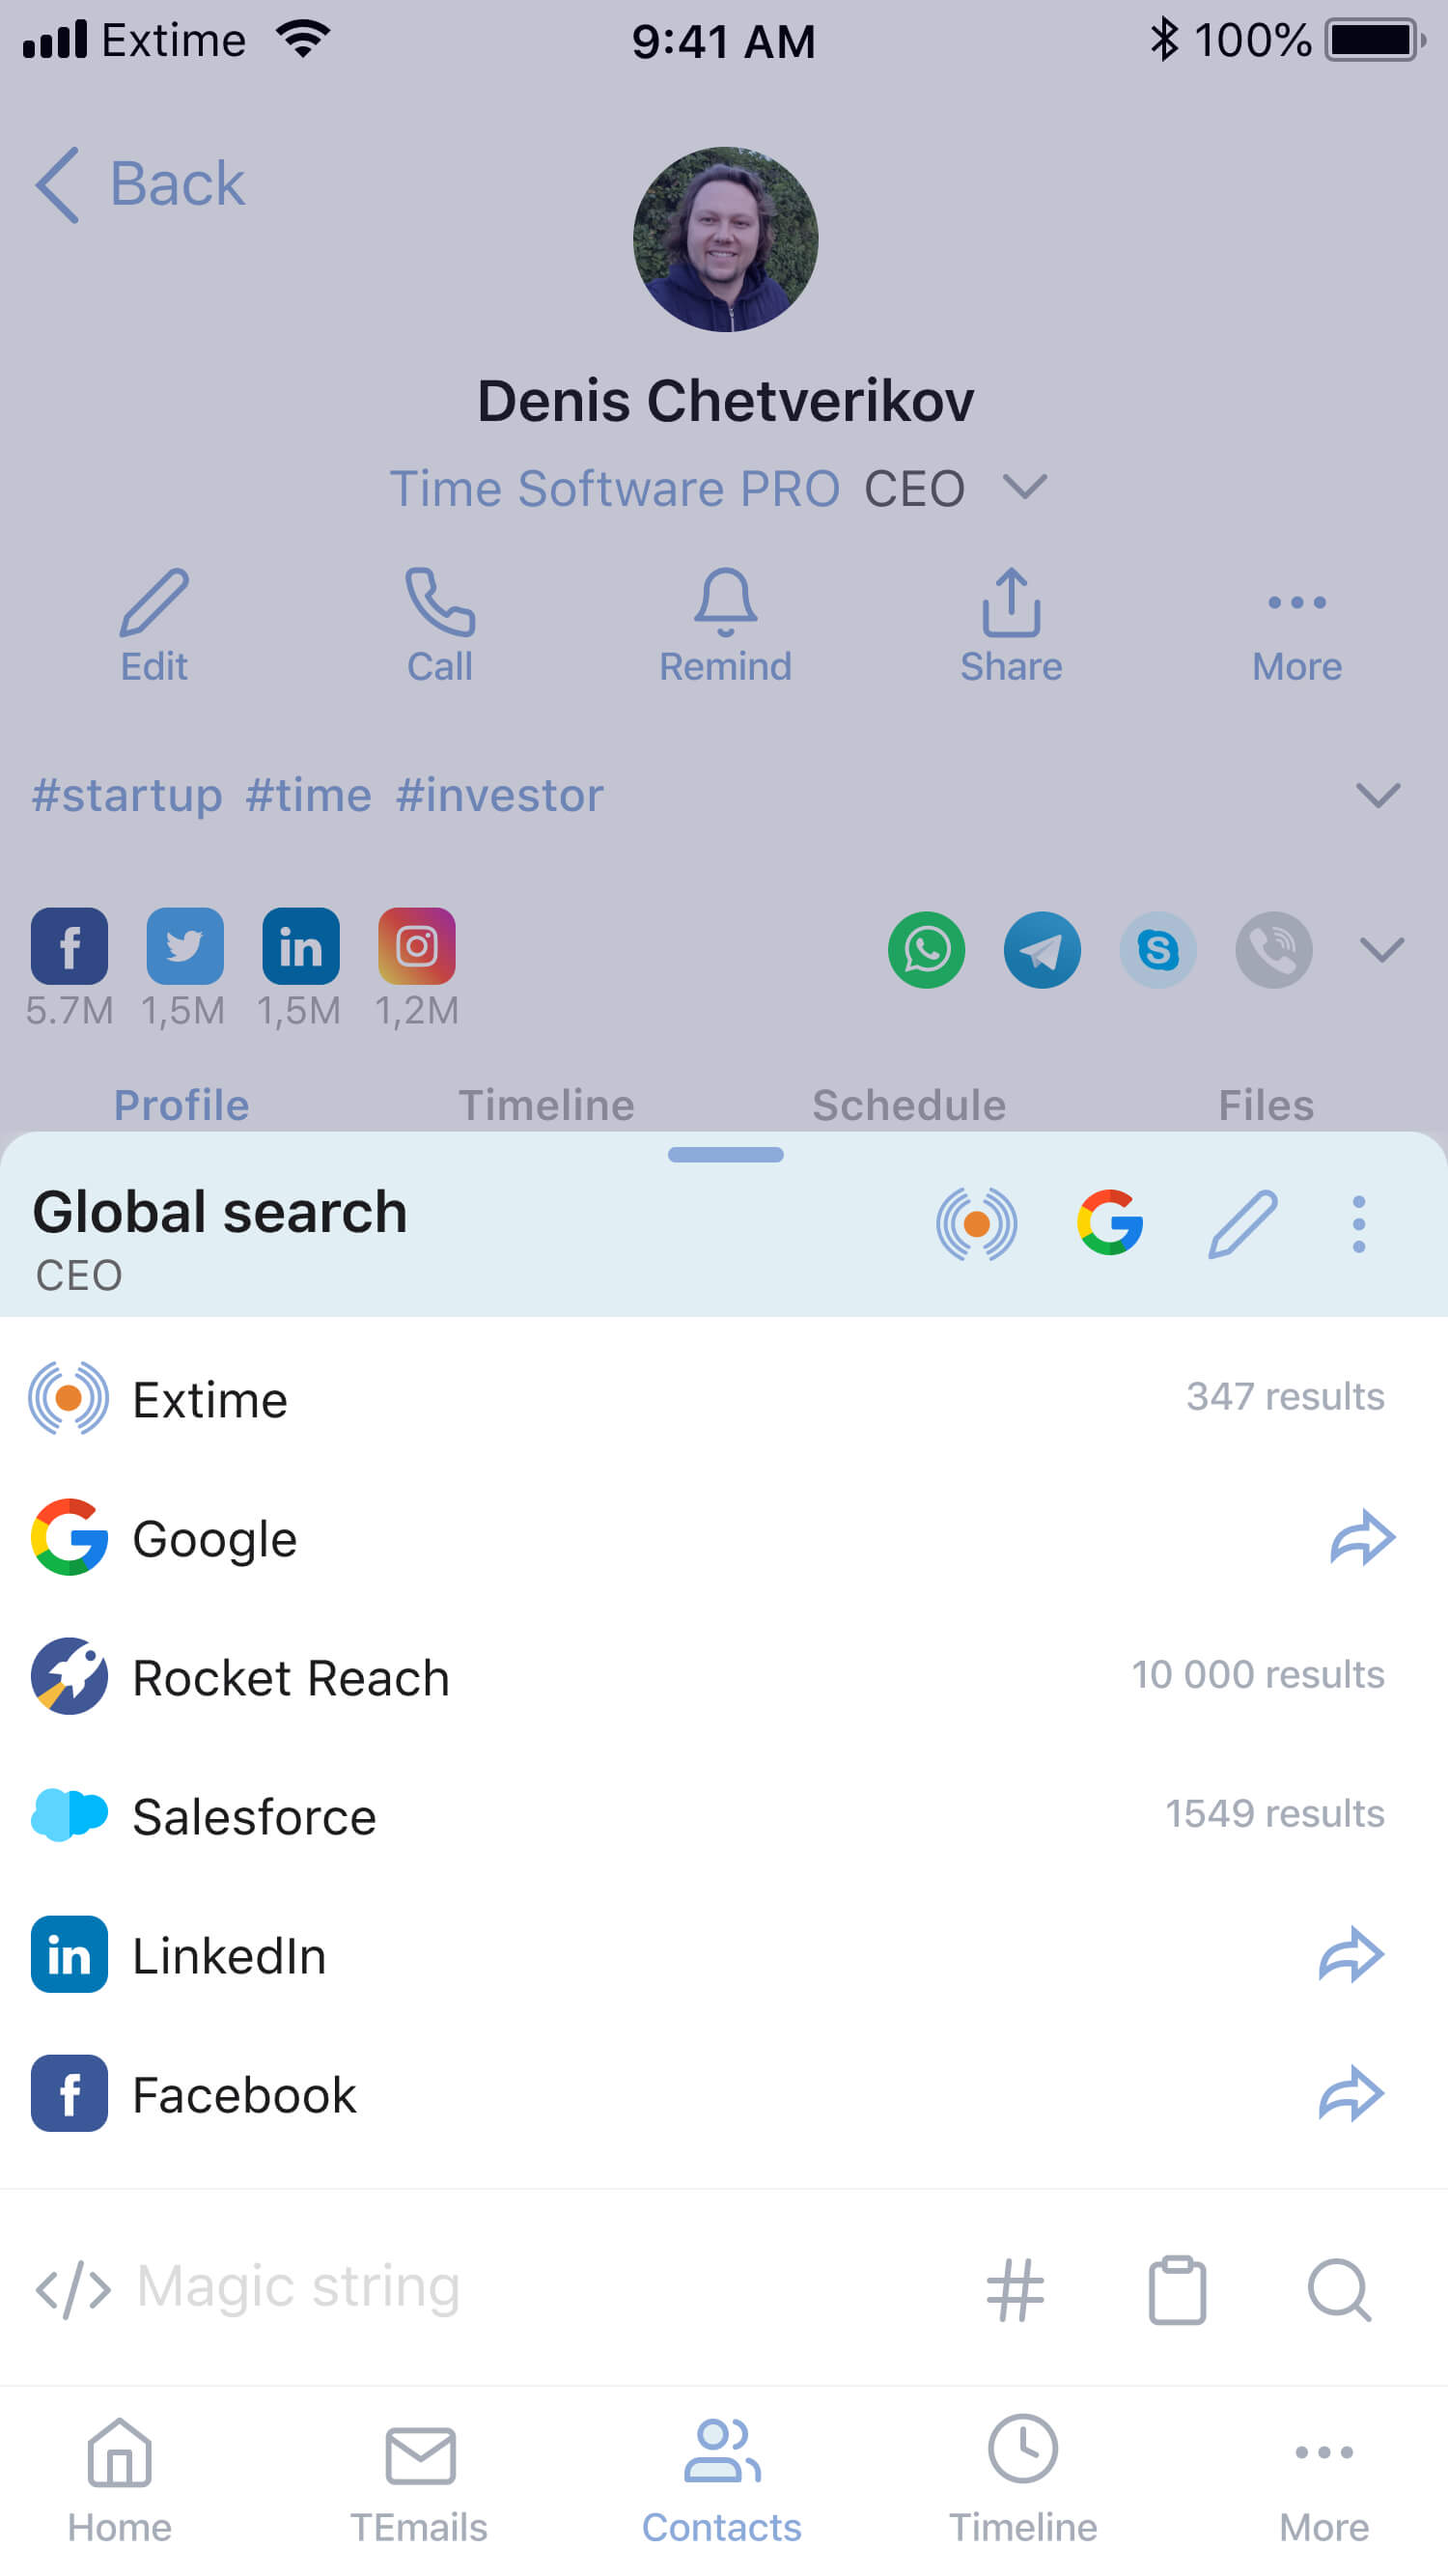 Extime 9:41 AM 100%
Back
Denis Chetverikov
Time Software PRO CEO
Edit Call Remind Share More
#startup #time #investor
5.7M 1,5M 1,5M 1,2M
Profile Timeline Schedule Files
Global search
CEO
Extime 347 results
Google
Rocket Reach 10 000 results
Salesforce 1549 results
LinkedIn
Facebook
</> Magic string #
Home TEmails Contacts Timeline More